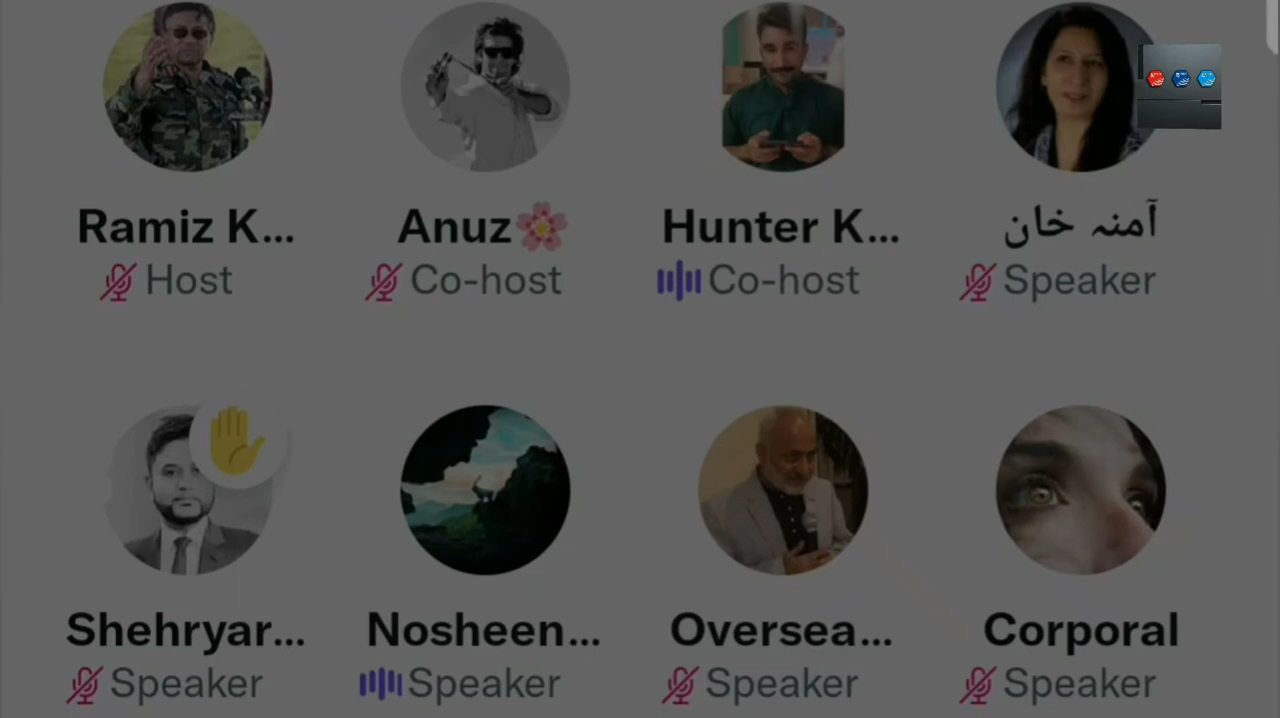 Ramiz K...
Anuz🌸
Hunter K...
آمنہ خان
Host
Co-host
Co-host
Speaker
Shehryar...
Nosheen...
Oversea...
Corporal
Speaker
Speaker
Speaker
Speaker